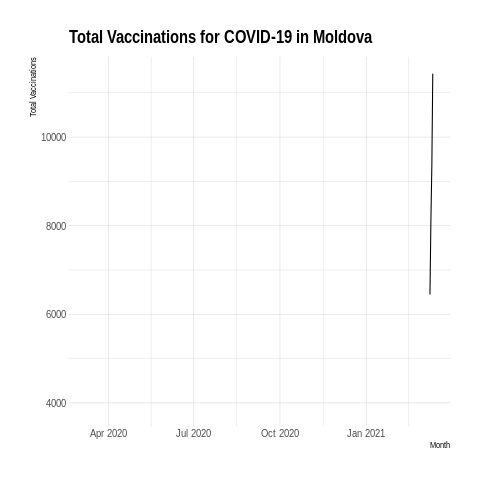 Total Vaccinations for COVID-19 in Moldova
Total Vaccinations
10000
8000
6000
4000
Apr 2020 Jul 2020 Oct 2020 Jan 2021
Month